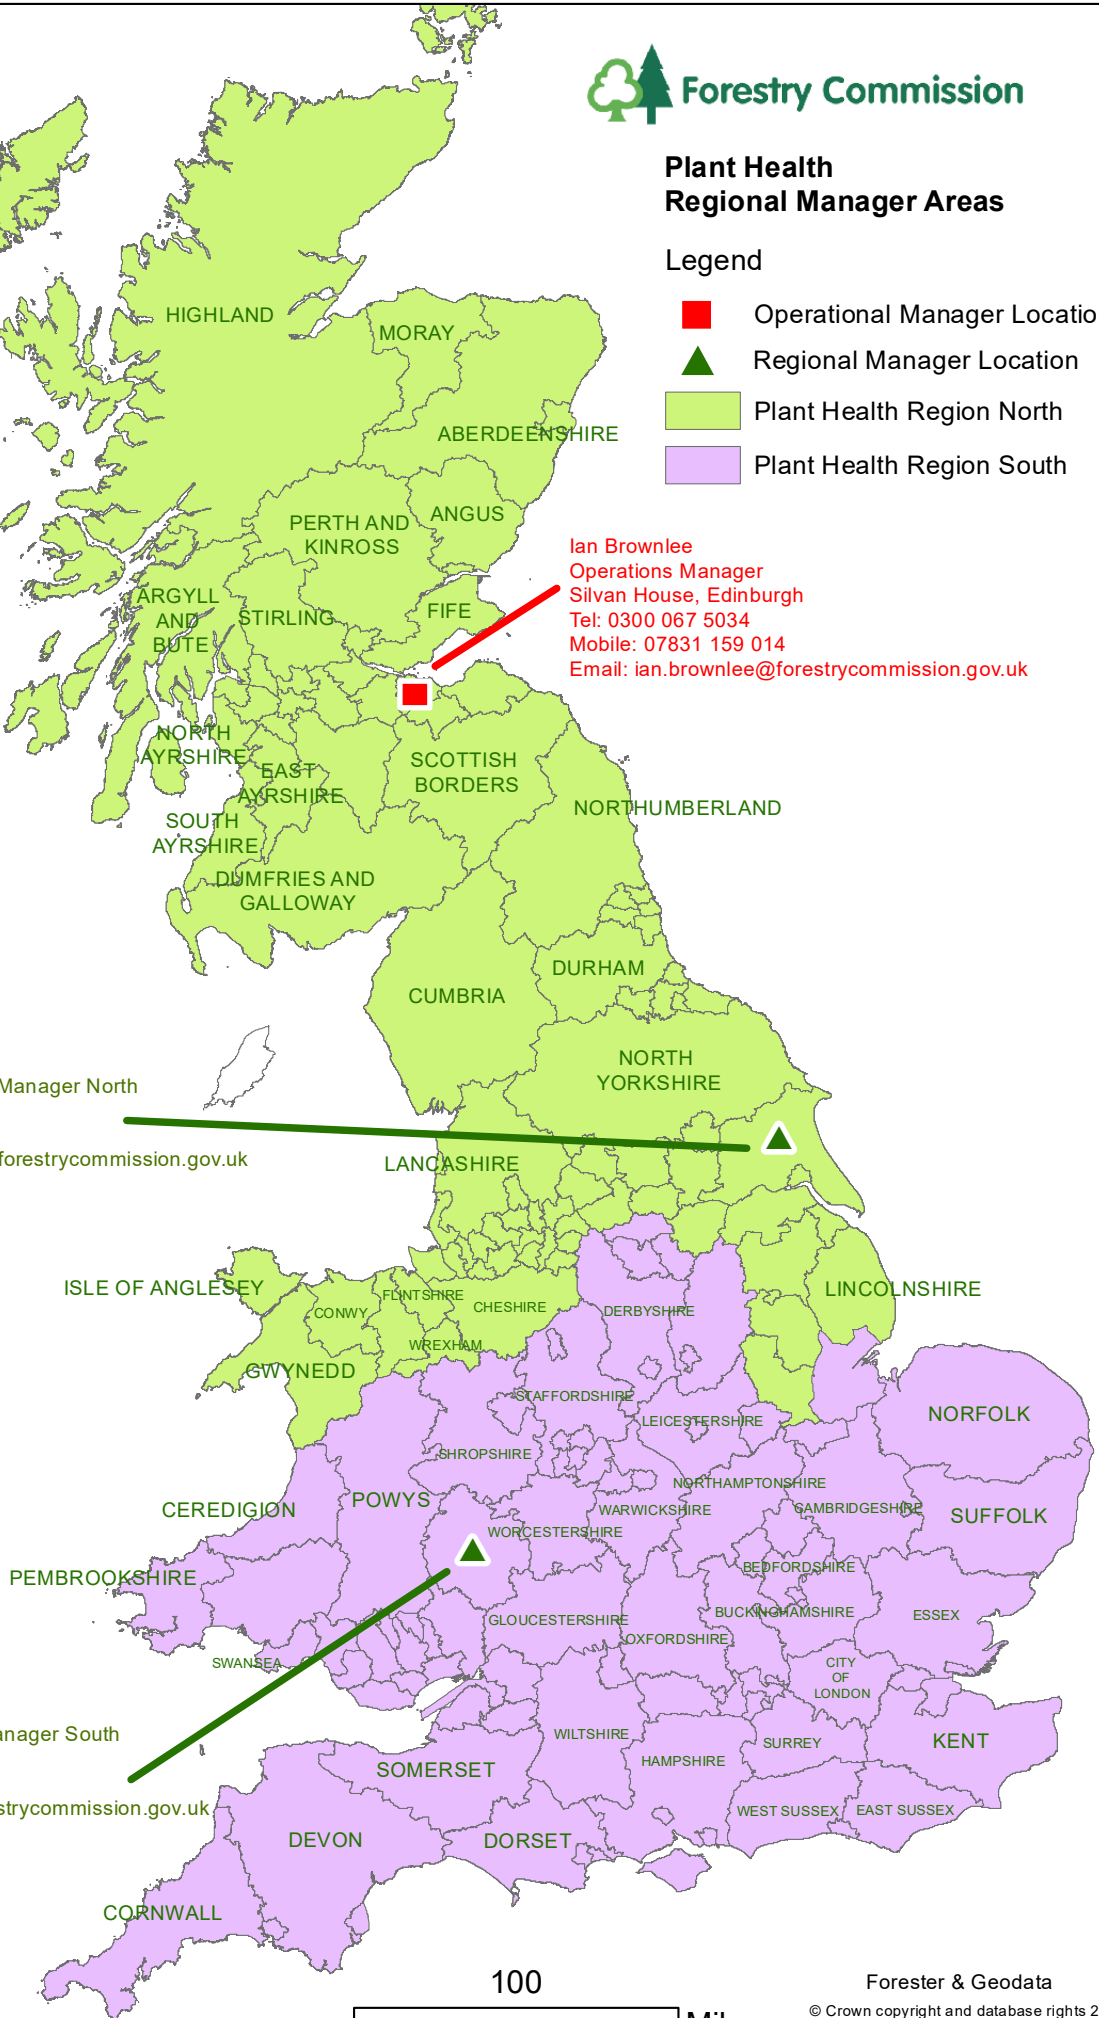 Forestry Commission
Plant Health
Regional Manager Areas
Legend
Operational Manager Locatio
Regional Manager Location
Plant Health Region North
Plant Health Region South
HIGHLAND
MORAY
ABERDEENSHIRE
ANGUS
PERTH AND
KINROSS
Ian Brownlee
Operations Manager
Silvan House, Edinburgh
Tel: 0300 067 5034
Mobile: 07831 159 014
Email: ian.brownlee@forestrycommission.gov.uk
ARGYLL
AND
BUTE
STIRLING
FIFE
NORTH
AYRSHIRE
EAST
AYRSHIRE
SCOTTISH
BORDERS
SOUTH
AYRSHIRE
NORTHUMBERLAND
DUMFRIES AND
GALLOWAY
DURHAM
CUMBRIA
NORTH
YORKSHIRE
Manager North
forestrycommission.gov.uk
LANCASHIRE
ISLE OF ANGLESEY
CONWY
FLINTSHIRE
CHESHIRE
WREXHAM
GWYNEDD
DERBYSHIRE
LINCOLNSHIRE
STAFFORDSHIRE
LEICESTERSHIRE
NORFOLK
SHROPSHIRE
NORTHAMPTONSHIRE
CEREDIGION
POWYS
WORCESTERSHIRE
WARWICKSHIRE
CAMBRIDGESHIRE
SUFFOLK
PEMBROOKSHIRE
BEDFORDSHIRE
GLOUCESTERSHIRE
OXFORDSHIRE
BUCKINGHAMSHIRE
ESSEX
SWANSEA
CITY
OF
LONDON
anager South
strycommission.gov.uk
WILTSHIRE
HAMPSHIRE
SURREY
KENT
SOMERSET
WEST SUSSEX
EAST SUSSEX
DEVON
DORSET
CORNWALL
100
Forester & Geodata
© Crown copyright and database rights 2